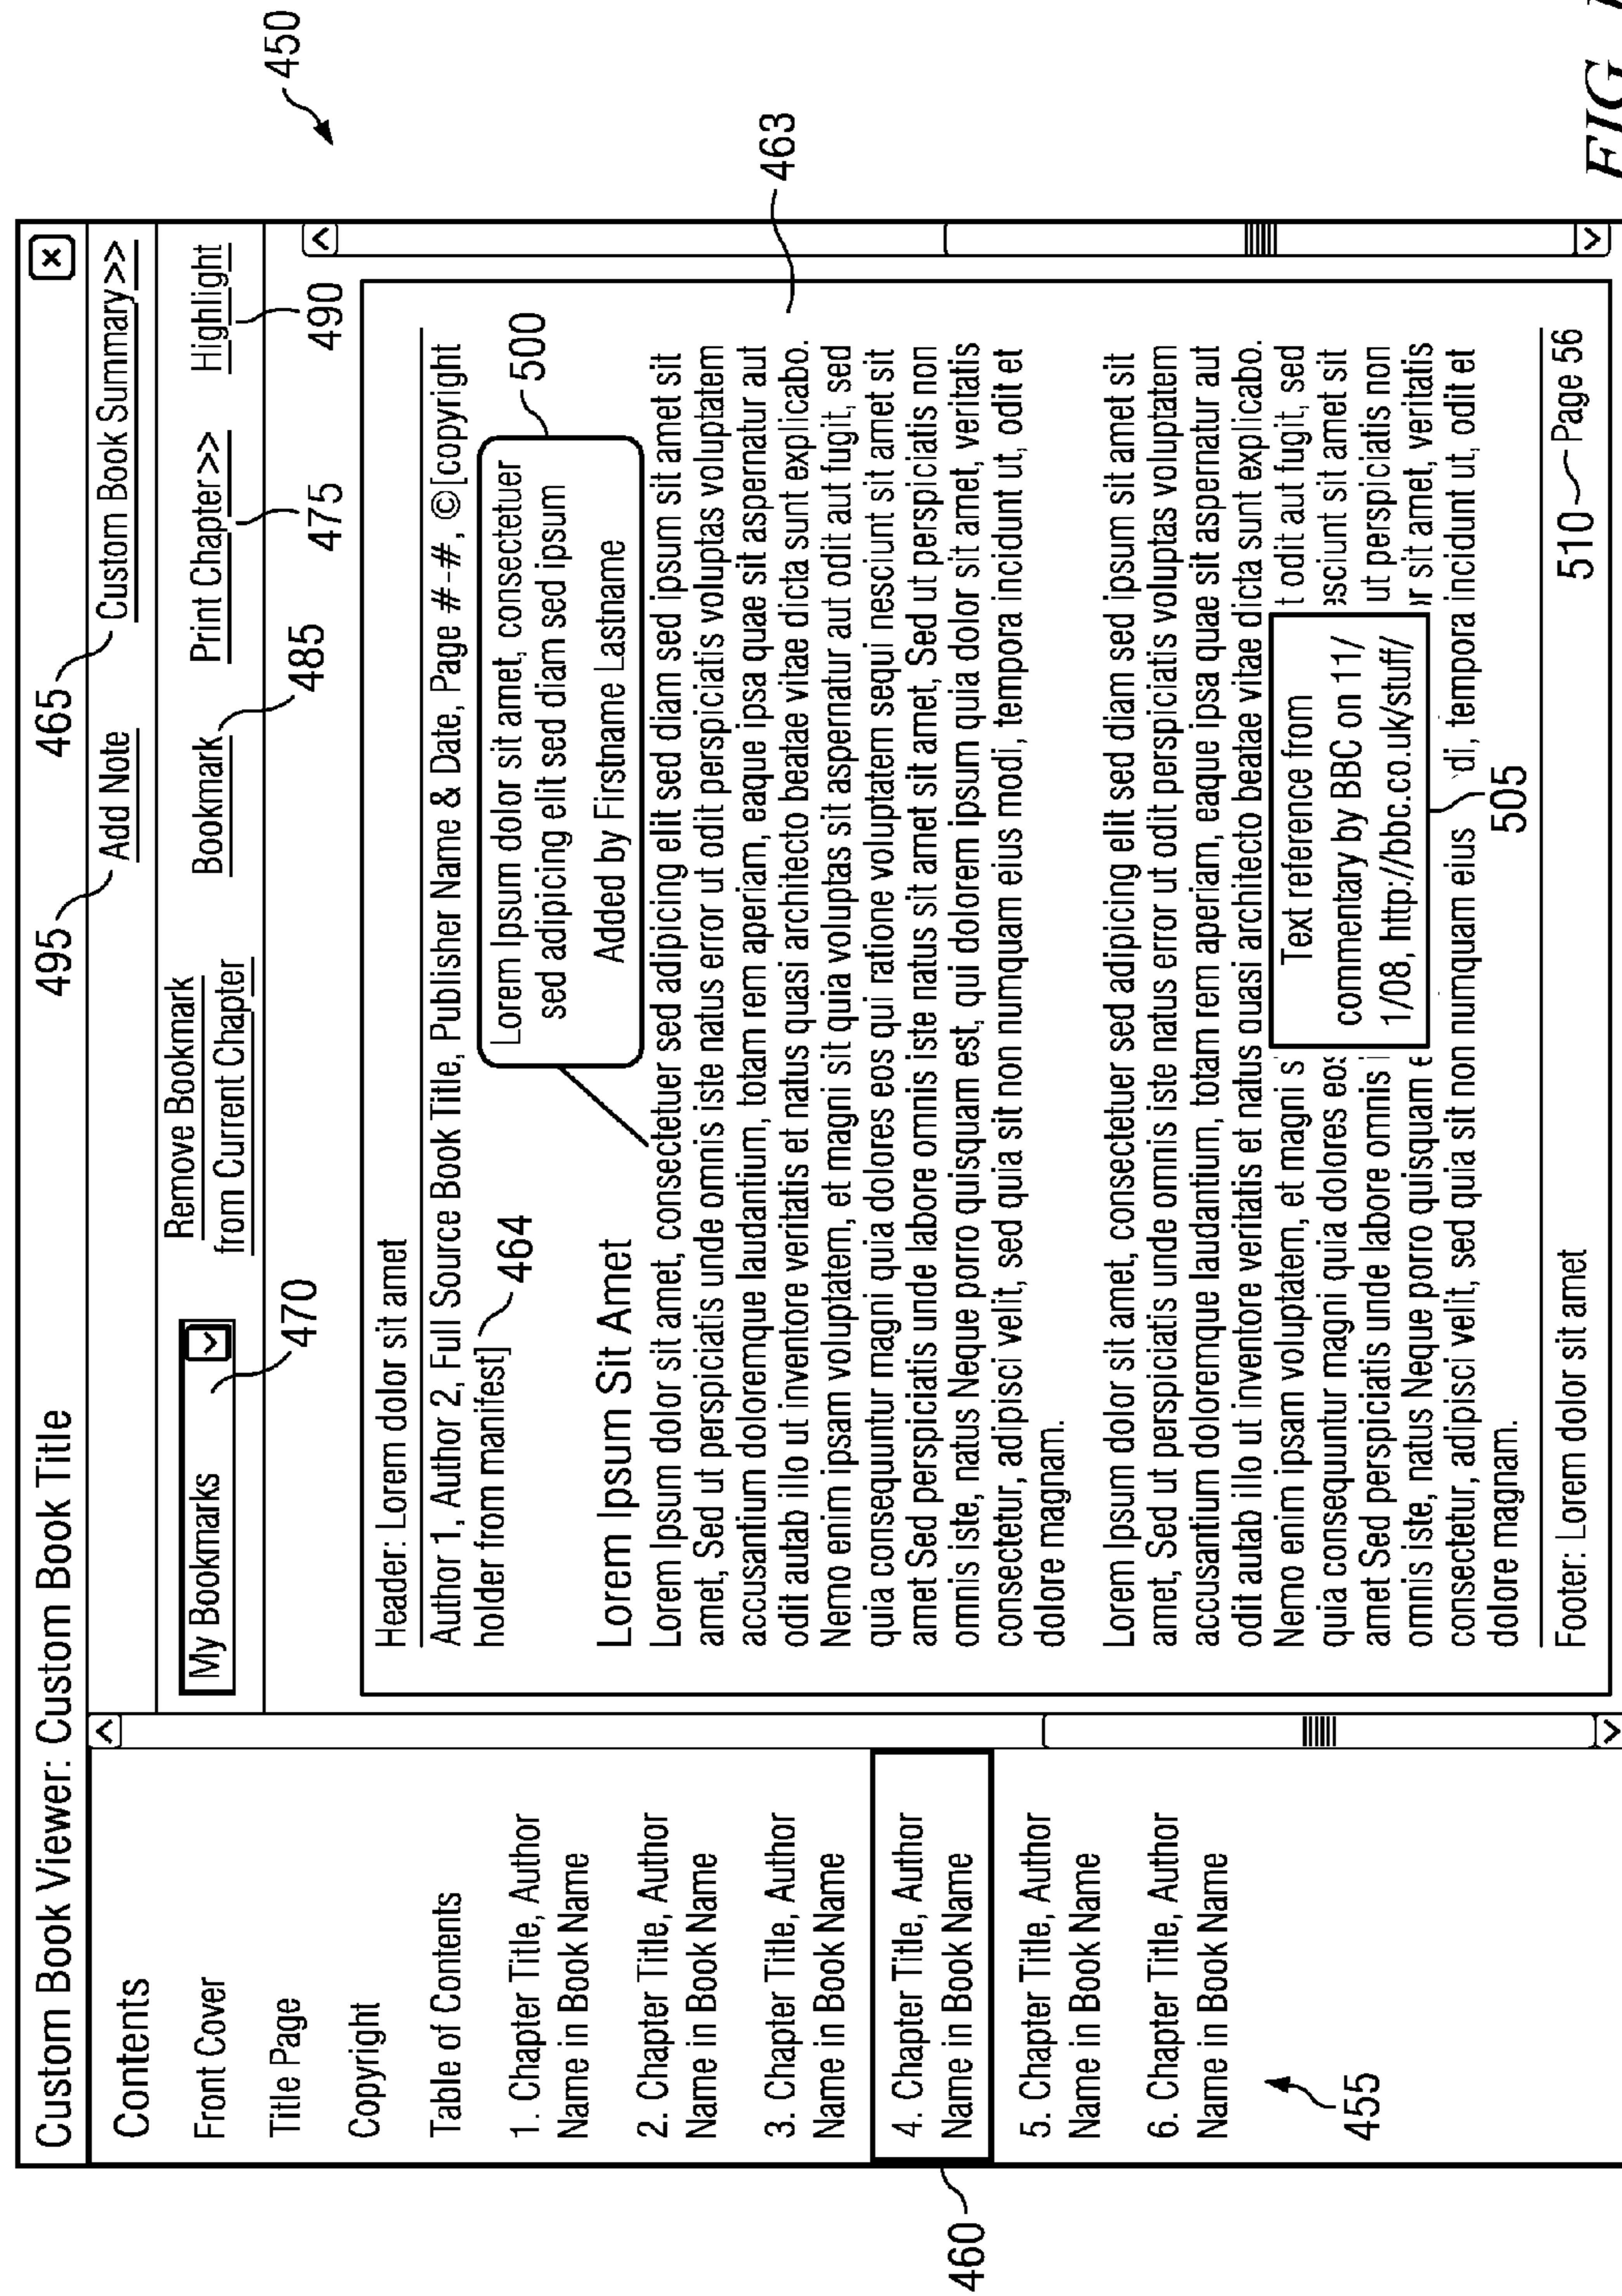 Custom Book Viewer: Custom Book Title
x
Contents
Front Cover
Title Page
Copyright
Table of Contents
1. Chapter Title, Author
Name in Book Name
2. Chapter Title, Author
Name in Book Name
3. Chapter Title, Author
Name in Book Name
4. Chapter Title, Author
Name in Book Name
5. Chapter Title, Author
Name in Book Name
6. Chapter Title, Author
Name in Book Name
455
460
495
Add Note
465
Custom Book Summary>>
My Bookmarks
470
Remove Bookmark
from Current Chapter
Bookmark
485
Print Chapter>>
475
Highlight
490
450
Header: Lorem dolor sit amet
Author 1, Author 2, Full Source Book Title, Publisher Name & Date, Page #-#, ©[copyright
holder from manifest]
464
Lorem Ipsum dolor sit amet, consectetuer
sed adipicing elit sed diam sed ipsum
Added by Firstname Lastname
500
Lorem Ipsum Sit Amet
Lorem Ipsum dolor sit amet, consectetuer sed adipicing elit sed diam sed ipsum sit amet sit
amet, Sed ut perspiciatis unde omnis iste natus error ut odit perspiciatis voluptas voluptatem
accusantium doloremque laudantium, totam rem aperiam, eaque ipsa quae sit aspernatur aut
odit autab illo ut inventore veritatis et natus quasi architecto beatae vitae dicta sunt explicabo.
Nemo enim ipsam voluptatem, et magni sit quia voluptas sit aspernatur aut odit aut fugit, sed
quia consequuntur magni quia dolores eos qui ratione voluptatem sequi nesciunt sit amet sit
amet Sed perspiciatis unde labore omnis iste natus sit amet sit amet, Sed ut perspiciatis non
omnis iste, natus Neque porro quisquam est, qui dolorem ipsum quia dolor sit amet, veritatis
consectetur, adipisci velit, sed quia sit non numquam eius modi, tempora incidunt ut, odit et
dolore magnam.
463
Lorem Ipsum dolor sit amet, consectetuer sed adipicing elit sed diam sed ipsum sit amet sit
amet, Sed ut perspiciatis unde omnis iste natus error ut odit perspiciatis voluptas voluptatem
accusantium doloremque laudantium, totam rem aperiam, eaque ipsa quae sit aspernatur aut
odit autab illo ut inventore veritatis et natus quasi architecto beatae vitae dicta sunt explicabo.
Nemo enim ipsam voluptatem, et magni s t odit aut fugit, sed
quia consequuntur magni quia dolores eos sit amet sit
amet Sed perspiciatis unde labore omnis ut perspiciatis non
omnis iste, natus Neque porro quisquam e sit amet, veritatis
consectetur, adipisci velit, sed quia sit non numquam eius di, tempora incidunt ut, odit et
dolore magnam.
Text reference from
commentary by BBC on 11/
1/08, http://bbc.co.uk/stuff/
505
Footer: Lorem dolor sit amet
510
Page 56
FIG.